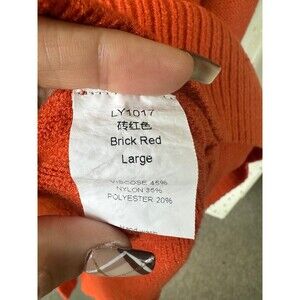 LY1017
砖红色
Brick Red
Large
VISCOSE 45%
NYLON 35%
POLYESTER 20%